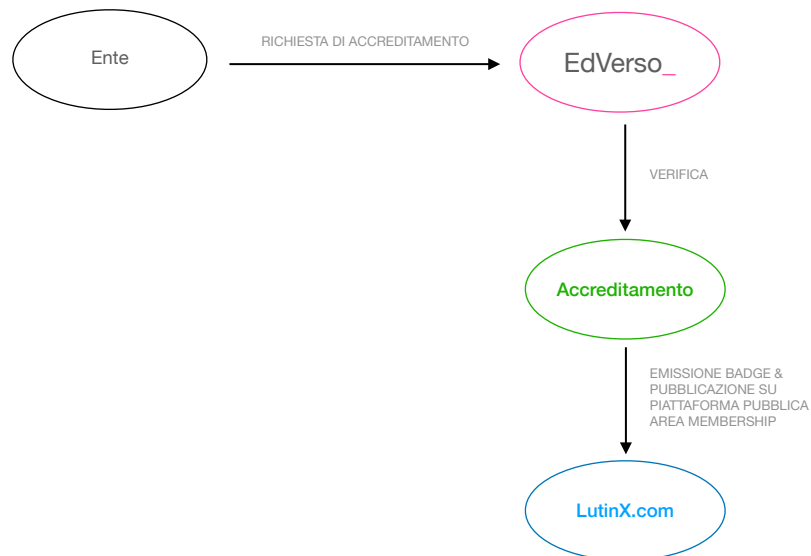 Ente
RICHIESTA DI ACCREDITAMENTO
EdVerso_
VERIFICA
Accreditamento
EMISSIONE BADGE &
PUBBLICAZIONE SU
PIATTAFORMA PUBBLICA
AREA MEMBERSHIP
LutinX.com